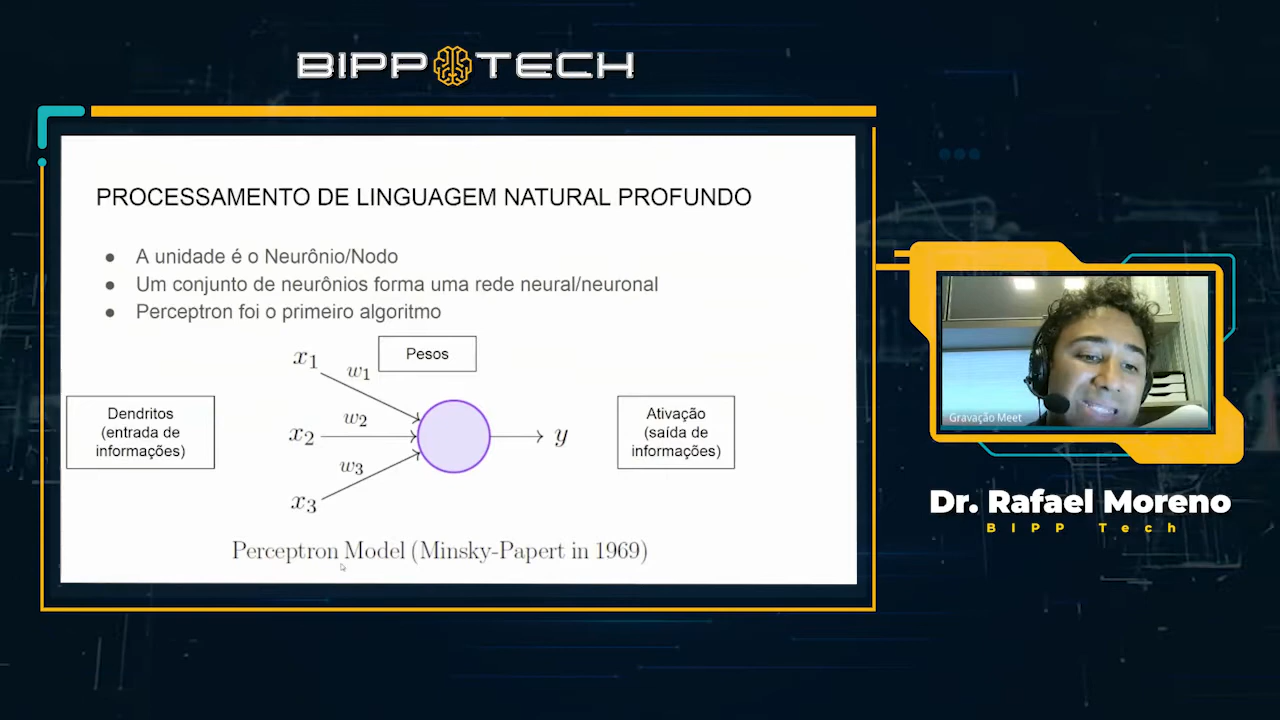 BIPP TECH
PROCESSAMENTO DE LINGUAGEM NATURAL PROFUNDO
● A unidade é o Neurônio/Nodo
● Um conjunto de neurônios forma uma rede neural/neuronal
● Perceptron foi o primeiro algoritmo
Pesos
x₁
w₁
Dendritos
(entrada de
informações)
x₂
w₂
y
Ativação
(saída de
informações)
w₃
x₃
Perceptron Model (Minsky-Papert in 1969)
Gravação Meet
Dr. Rafael Moreno
BIPP Tech